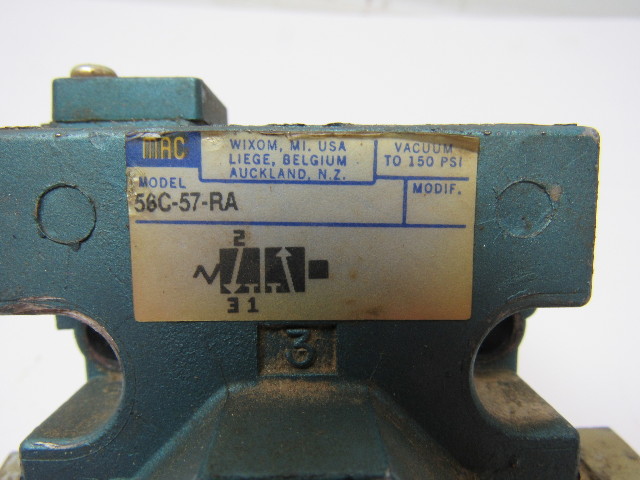 MAC
WIXOM, MI. USA
LIEGE, BELGIUM
AUCKLAND, N.Z.
VACUUM
TO 150 PSI
MODEL
56C-57-RA
MODIF.
2
3 1
3